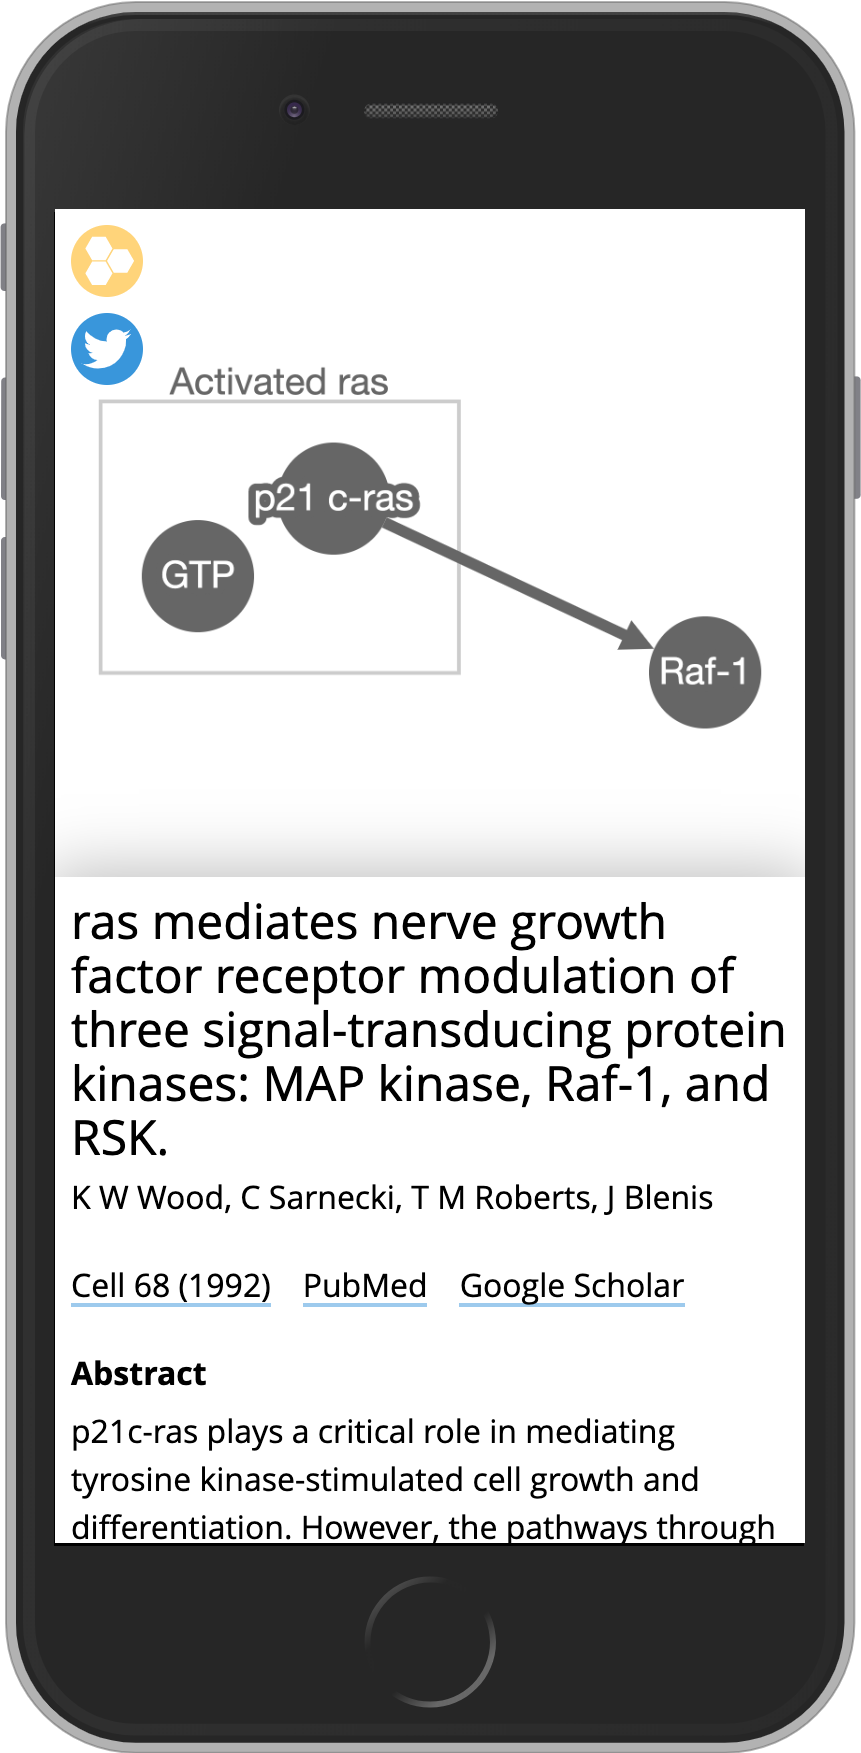 Activated ras
p21 c-ras
GTP
Raf-1
ras mediates nerve growth
factor receptor modulation of
three signal-transducing protein
kinases: MAP kinase, Raf-1, and
RSK.
K W Wood, C Sarnecki, T M Roberts, J Blenis
Cell 68 (1992) PubMed Google Scholar
Abstract
p21c-ras plays a critical role in mediating
tyrosine kinase-stimulated cell growth and
differentiation. However, the pathways through